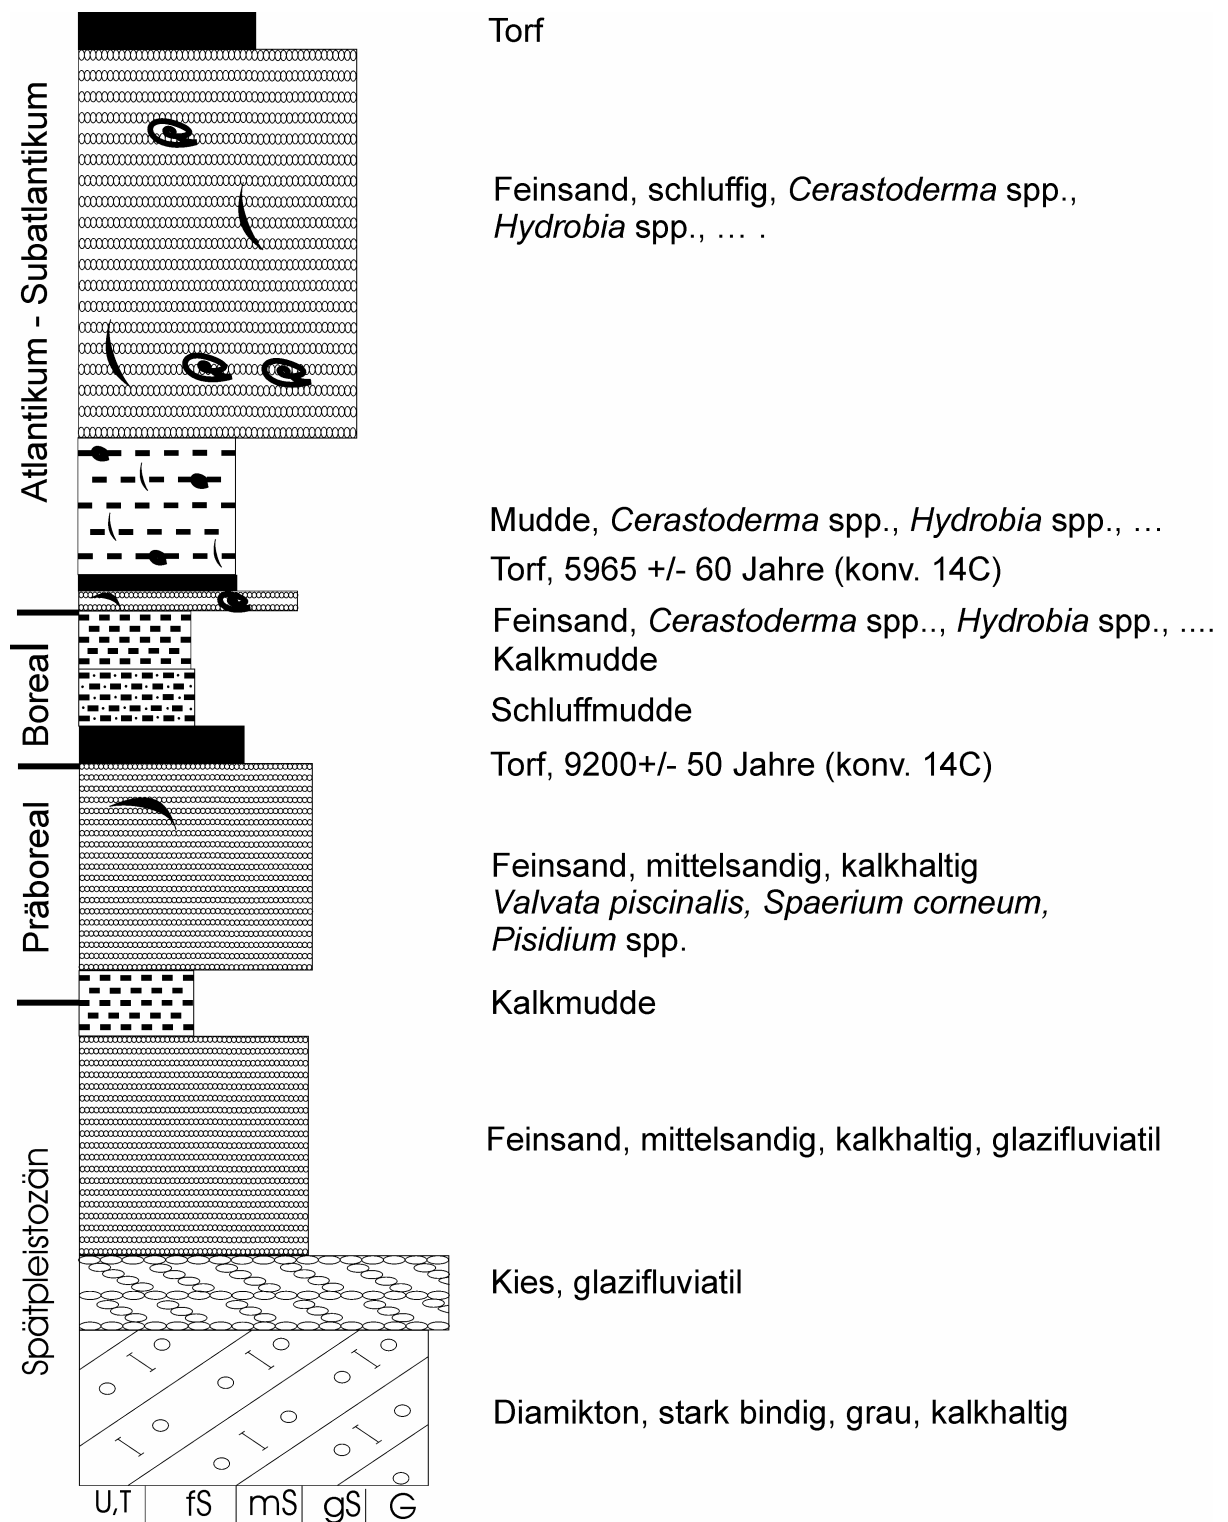 Torf
Feinsand, schluffig, Cerastoderma spp.,
Hydrobia spp., … .
Mudde, Cerastoderma spp., Hydrobia spp., …
Torf, 5965 +/- 60 Jahre (konv. 14C)
Feinsand, Cerastoderma spp.., Hydrobia spp., ....
Kalkmudde
Schluffmudde
Torf, 9200+/- 50 Jahre (konv. 14C)
Feinsand, mittelsandig, kalkhaltig
Valvata piscinalis, Spaerium corneum,
Pisidium spp.
Kalkmudde
Feinsand, mittelsandig, kalkhaltig, glazifluviatil
Kies, glazifluviatil
Diamikton, stark bindig, grau, kalkhaltig
Atlantikum - Subatlantikum
Boreal
Präboreal
Spätpleistozän
U,T fS mS gS G